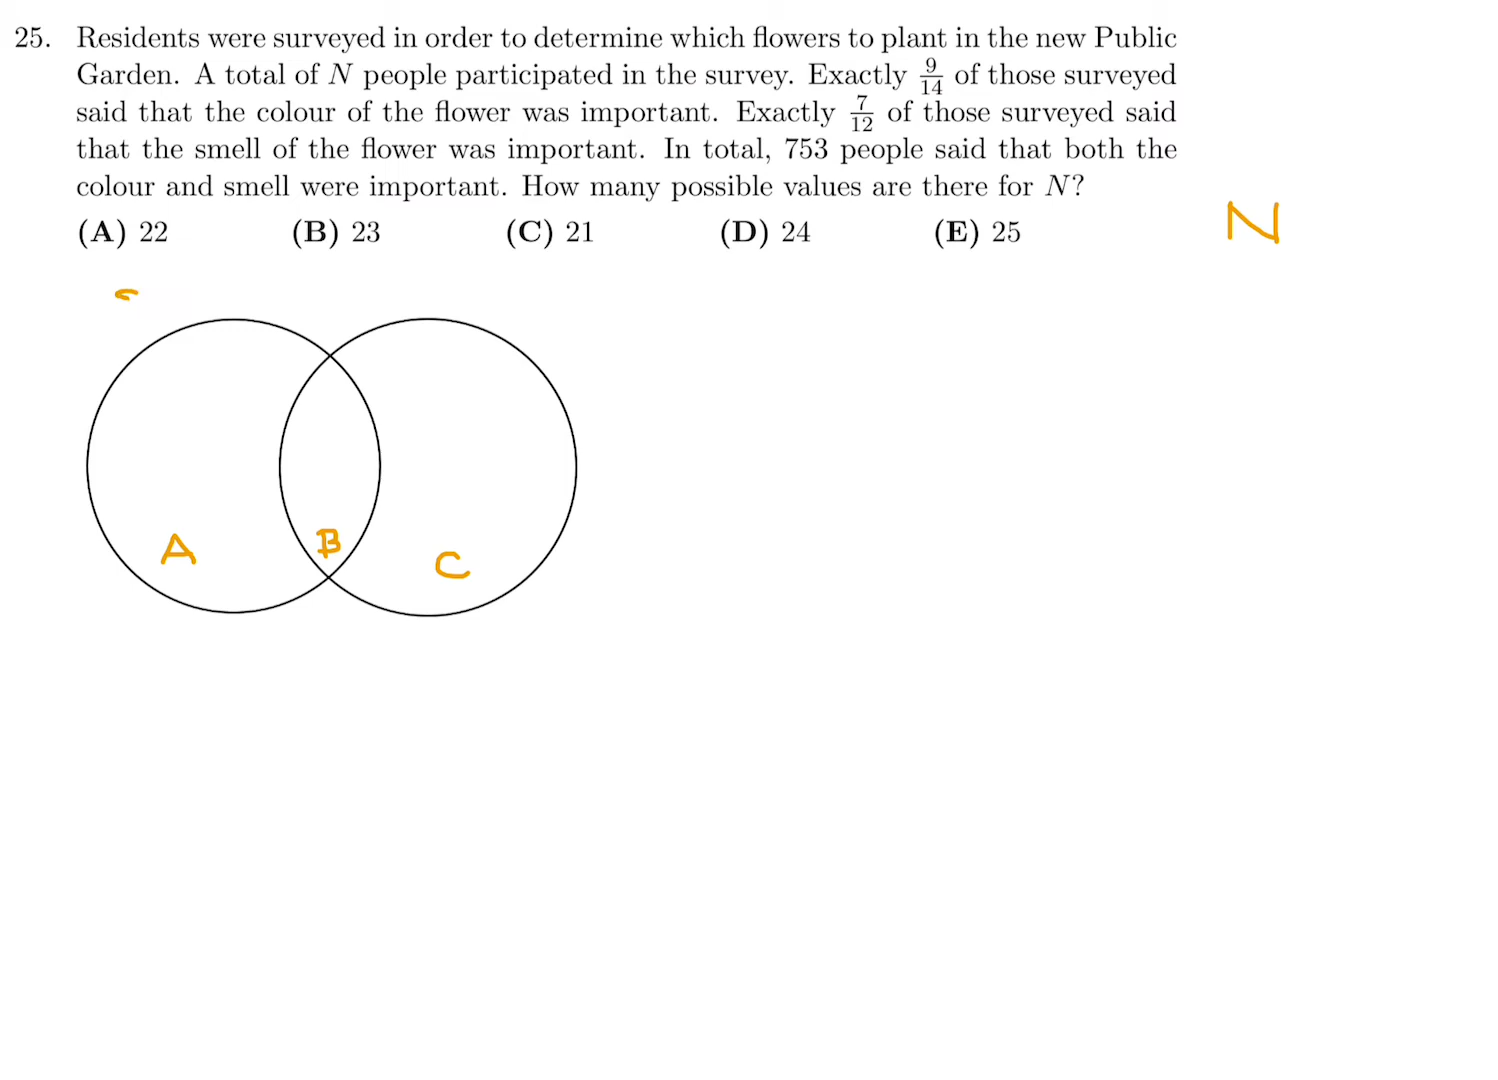 25. Residents were surveyed in order to determine which flowers to plant in the new Public
Garden. A total of N people participated in the survey. Exactly 9/14 of those surveyed
said that the colour of the flower was important. Exactly 7/12 of those surveyed said
that the smell of the flower was important. In total, 753 people said that both the
colour and smell were important. How many possible values are there for N?
(A) 22 (B) 23 (C) 21 (D) 24 (E) 25
N
A B C